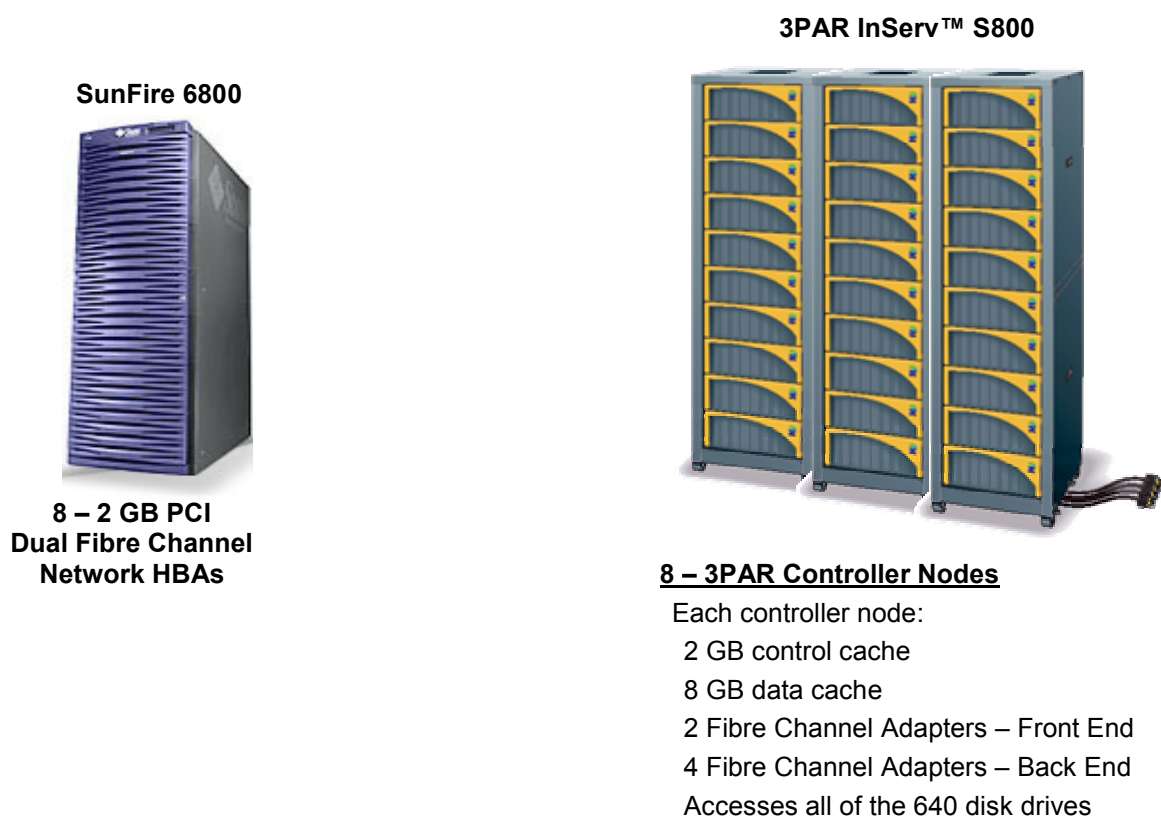 3PAR InServ™ S800
SunFire 6800
8 – 2 GB PCI
Dual Fibre Channel
Network HBAs
8 – 3PAR Controller Nodes
Each controller node:
2 GB control cache
8 GB data cache
2 Fibre Channel Adapters – Front End
4 Fibre Channel Adapters – Back End
Accesses all of the 640 disk drives